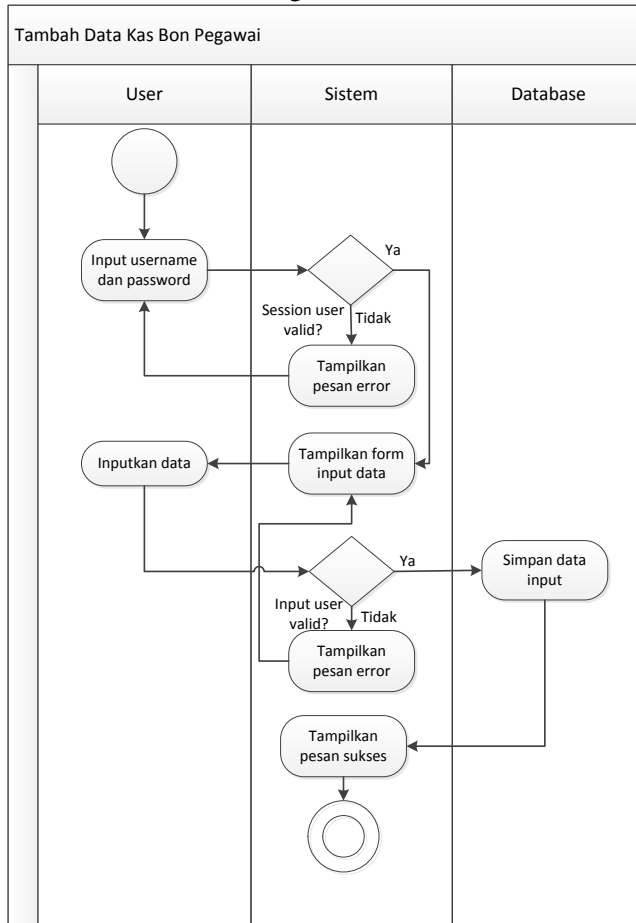 Tambah Data Kas Bon Pegawai
User
Sistem
Database
Input username
dan password
Ya
Session user
valid?
Tidak
Tampilkan
pesan error
Inputkan data
Tampilkan form
input data
Ya
Simpan data
input
Input user
valid?
Tidak
Tampilkan
pesan error
Tampilkan
pesan sukses